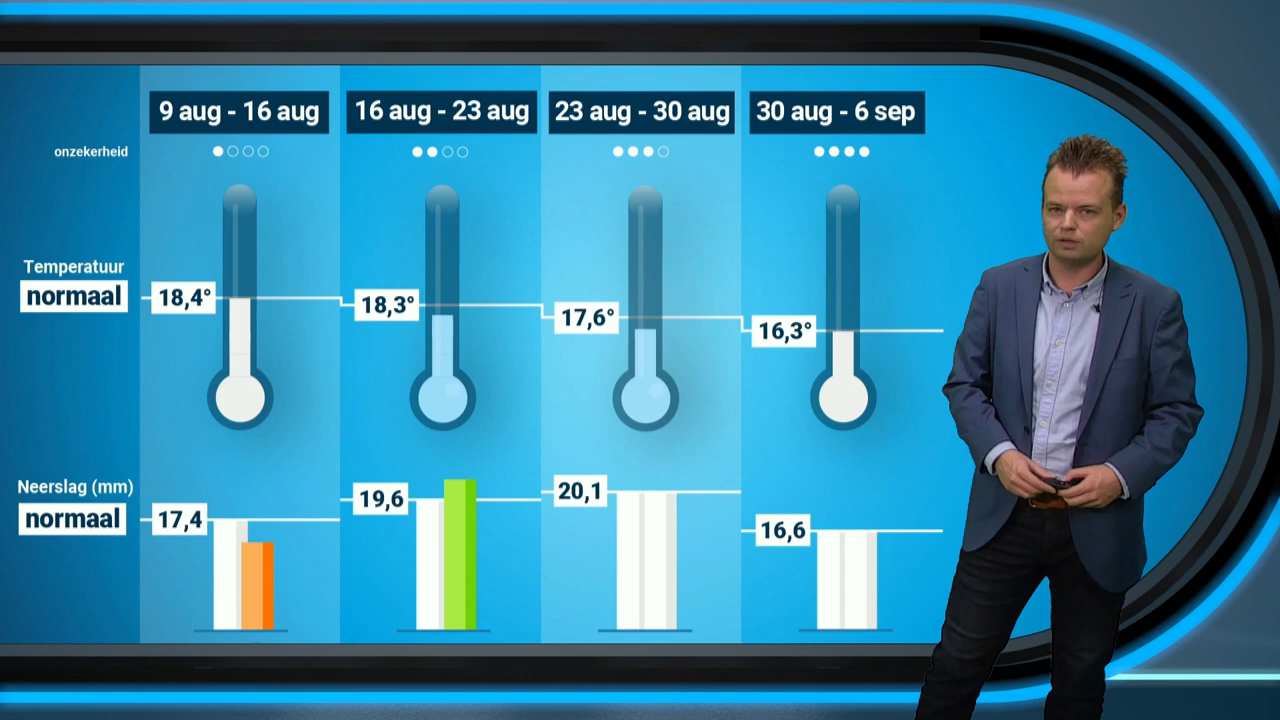 9 aug - 16 aug
16 aug - 23 aug
23 aug - 30 aug
30 aug - 6 sep
onzekerheid
Temperatuur
normaal
18,4°
18,3°
17,6°
16,3°
Neerslag (mm)
normaal
17,4
19,6
20,1
16,6